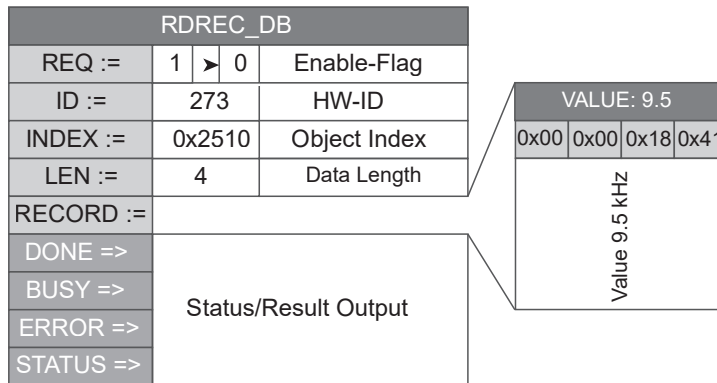 RDREC_DB
REQ := 1 ➤ 0 Enable-Flag
ID := 273 HW-ID
INDEX := 0x2510 Object Index
LEN := 4 Data Length
RECORD :=
DONE =>
BUSY =>
ERROR =>
STATUS =>
Status/Result Output
VALUE: 9.5
0x00 0x00 0x18 0x41
Value 9.5 kHz